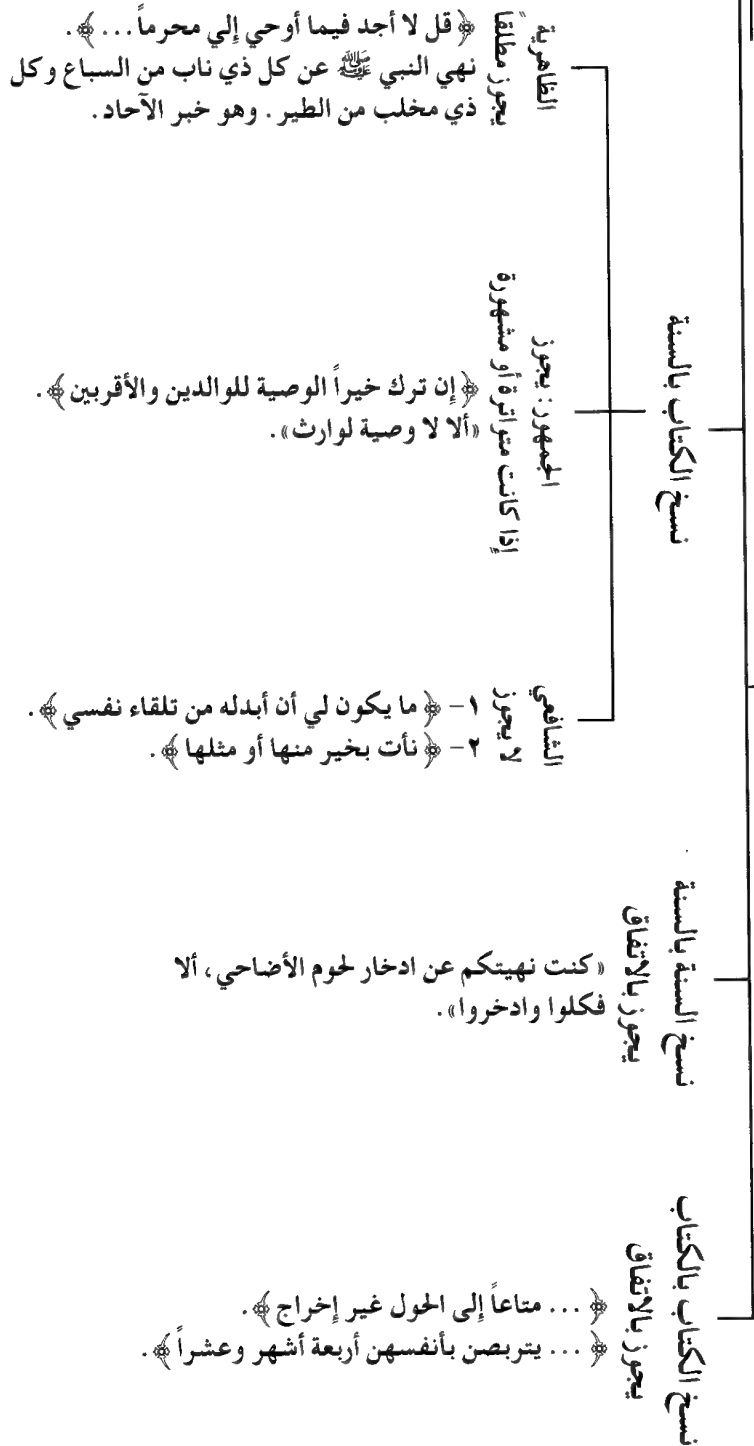 الظاهرية
يجوز مطلقاً
﴿ قل لا أجد فيما أوحي إلي محرماً... ﴾.
نهي النبي ﷺ عن كل ذي ناب من السباع وكل
ذي مخلب من الطير. وهو خبر الآحاد.
نسخ الكتاب بالسنة
الجمهور: يجوز
إذا كانت متواترة أو مشهورة
﴿ إن ترك خيراً الوصية للوالدين والأقربين ﴾.
«ألا لا وصية لوارث».
الشافعي
لا يجوز
١- ﴿ ما يكون لي أن أبدله من تلقاء نفسي ﴾.
٢- ﴿ نأت بخير منها أو مثلها ﴾.
نسخ السنة بالسنة
يجوز بالاتفاق
«كنت نهيتكم عن ادخار لحوم الأضاحي، ألا
فكلوا وادخروا».
نسخ الكتاب بالكتاب
يجوز بالاتفاق
﴿ ... متاعاً إلى الحول غير إخراج ﴾.
﴿ ... يتربصن بأنفسهن أربعة أشهر وعشراً ﴾.